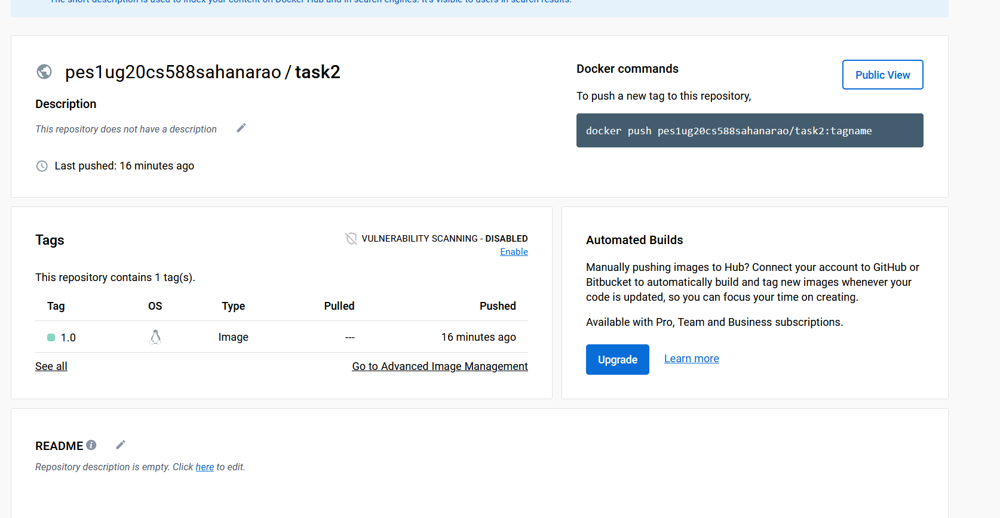 The short description is used to index your content on Docker Hub and in search engines. It's visible to users in search results.
pes1ug20cs588sahanarao / task2
Description
This repository does not have a description
Last pushed: 16 minutes ago
Docker commands
Public View
To push a new tag to this repository,
docker push pes1ug20cs588sahanarao/task2:tagname
Tags
VULNERABILITY SCANNING - DISABLED
Enable
This repository contains 1 tag(s).
Tag OS Type Pulled Pushed
1.0 Image --- 16 minutes ago
See all Go to Advanced Image Management
Automated Builds
Manually pushing images to Hub? Connect your account to GitHub or
Bitbucket to automatically build and tag new images whenever your
code is updated, so you can focus your time on creating.
Available with Pro, Team and Business subscriptions.
Upgrade Learn more
README
Repository description is empty. Click here to edit.